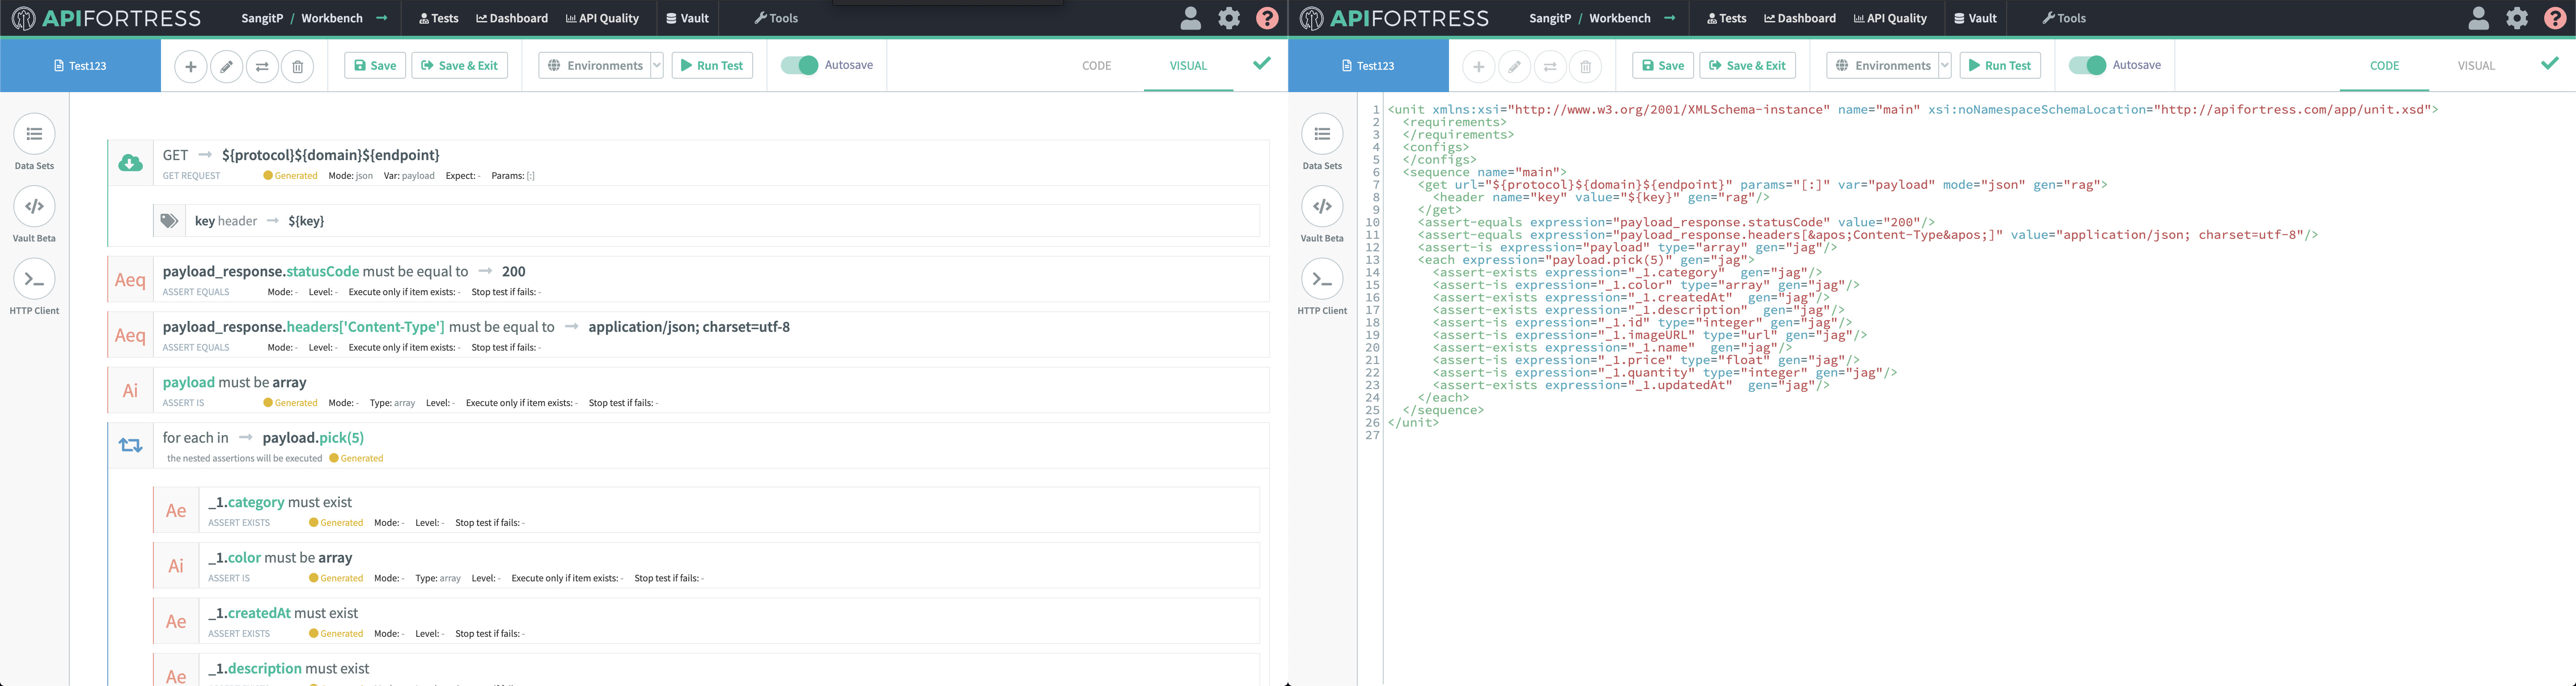 APIFORTRESS SangitP / Workbench Tests Dashboard API Quality Vault Tools ?
Test123 Save Save & Exit Environments Run Test Autosave CODE VISUAL
Data Sets
Vault Beta
HTTP Client
GET → ${protocol}${domain}${endpoint}
GET REQUEST Generated Mode: json Var: payload Expect: - Params: [:]
key header → ${key}
Aeq payload_response.statusCode must be equal to → 200
ASSERT EQUALS Mode: - Level: - Execute only if item exists: - Stop test if fails: -
Aeq payload_response.headers['Content-Type'] must be equal to → application/json; charset=utf-8
ASSERT EQUALS Mode: - Level: - Execute only if item exists: - Stop test if fails: -
Ai payload must be array
ASSERT IS Generated Mode: - Type: array Level: - Execute only if item exists: - Stop test if fails: -
for each in → payload.pick(5)
the nested assertions will be executed Generated
Ae _1.category must exist
ASSERT EXISTS Generated Mode: - Level: - Stop test if fails: -
Ai _1.color must be array
ASSERT IS Generated Mode: - Type: array Level: - Execute only if item exists: - Stop test if fails: -
Ae _1.createdAt must exist
ASSERT EXISTS Generated Mode: - Level: - Stop test if fails: -
Ae _1.description must exist
APIFORTRESS SangitP / Workbench Tests Dashboard API Quality Vault Tools ?
Test123 Save Save & Exit Environments Run Test Autosave CODE VISUAL
Data Sets
Vault Beta
HTTP Client
1 <unit xmlns:xsi="http://www.w3.org/2001/XMLSchema-instance" name="main" xsi:noNamespaceSchemaLocation="http://apifortress.com/app/unit.xsd">
2 <requirements>
3 </requirements>
4 <configs>
5 </configs>
6 <sequence name="main">
7 <get url="${protocol}${domain}${endpoint}" params="[:]" var="payload" mode="json" gen="rag">
8 <header name="key" value="${key}" gen="rag"/>
9 </get>
10 <assert-equals expression="payload_response.statusCode" value="200"/>
11 <assert-equals expression="payload_response.headers[&apos;Content-Type&apos;]" value="application/json; charset=utf-8"/>
12 <assert-is expression="payload" type="array" gen="jag"/>
13 <each expression="payload.pick(5)" gen="jag">
14 <assert-exists expression="_1.category"  gen="jag"/>
15 <assert-is expression="_1.color" type="array" gen="jag"/>
16 <assert-exists expression="_1.createdAt"  gen="jag"/>
17 <assert-exists expression="_1.description"  gen="jag"/>
18 <assert-is expression="_1.id" type="integer" gen="jag"/>
19 <assert-is expression="_1.imageURL" type="url" gen="jag"/>
20 <assert-exists expression="_1.name"  gen="jag"/>
21 <assert-is expression="_1.price" type="float" gen="jag"/>
22 <assert-is expression="_1.quantity" type="integer" gen="jag"/>
23 <assert-exists expression="_1.updatedAt"  gen="jag"/>
24 </each>
25 </sequence>
26 </unit>
27